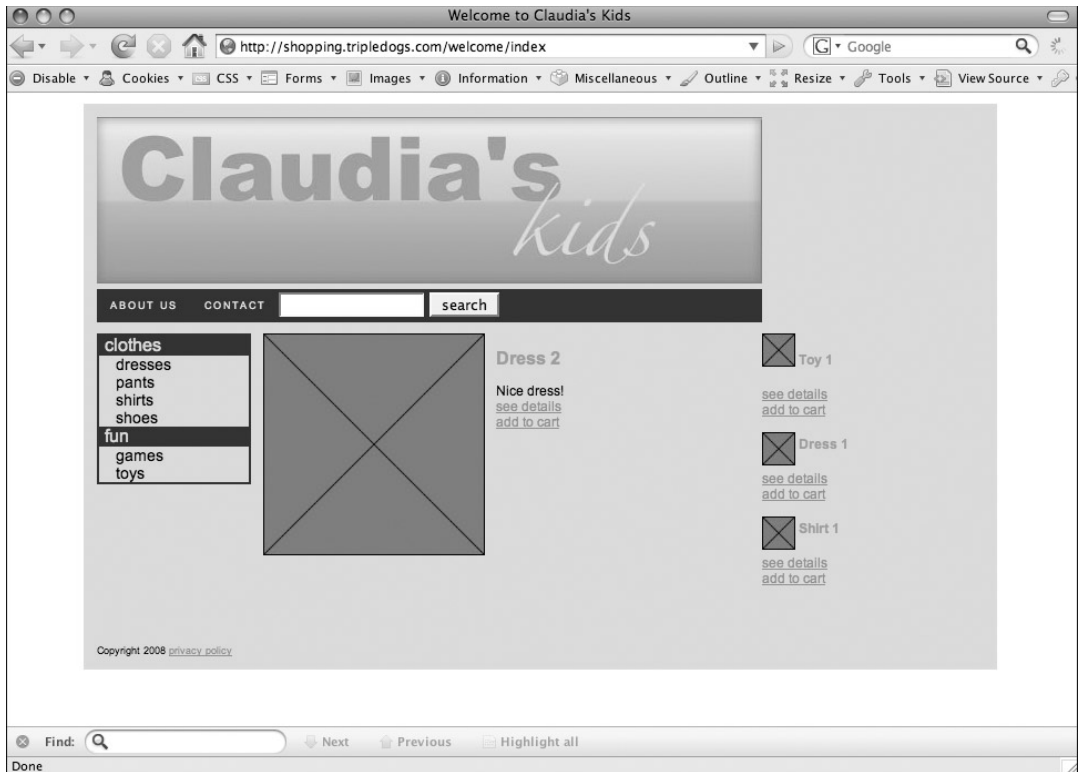 Welcome to Claudia's Kids
http://shopping.tripledogs.com/welcome/index
G Google
Disable Cookies CSS Forms Images Information Miscellaneous Outline Resize Tools View Source
Claudia's
kids
ABOUT US CONTACT search
clothes
dresses
pants
shirts
shoes
fun
games
toys
Dress 2
Nice dress!
see details
add to cart
Toy 1
see details
add to cart
Dress 1
see details
add to cart
Shirt 1
see details
add to cart
Copyright 2008 privacy policy
Find: Next Previous Highlight all
Done